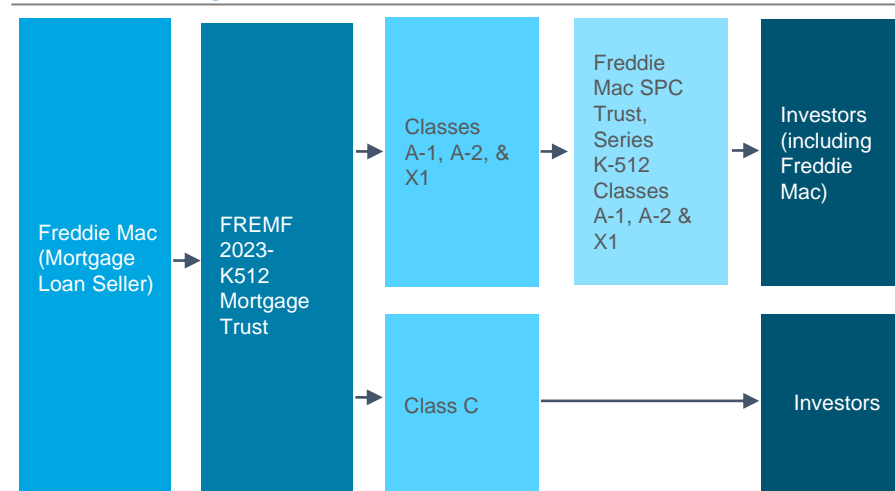 Freddie Mac
(Mortgage
Loan Seller)
FREMF
2023-
K512
Mortgage
Trust
Classes
A-1, A-2, &
X1
Freddie
Mac SPC
Trust,
Series
K-512
Classes
A-1, A-2 &
X1
Investors
(including
Freddie
Mac)
Class C
Investors